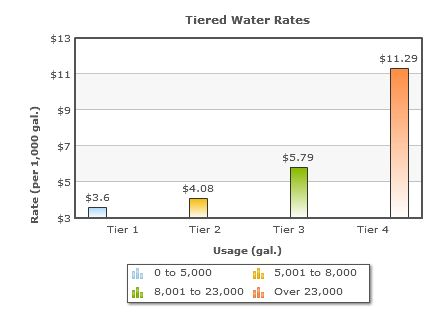 Tiered Water Rates
$13
$11
$9
$7
$5
$3
Rate (per 1,000 gal.)
$3.6
$4.08
$5.79
$11.29
Tier 1
Tier 2
Tier 3
Tier 4
Usage (gal.)
0 to 5,000
5,001 to 8,000
8,001 to 23,000
Over 23,000